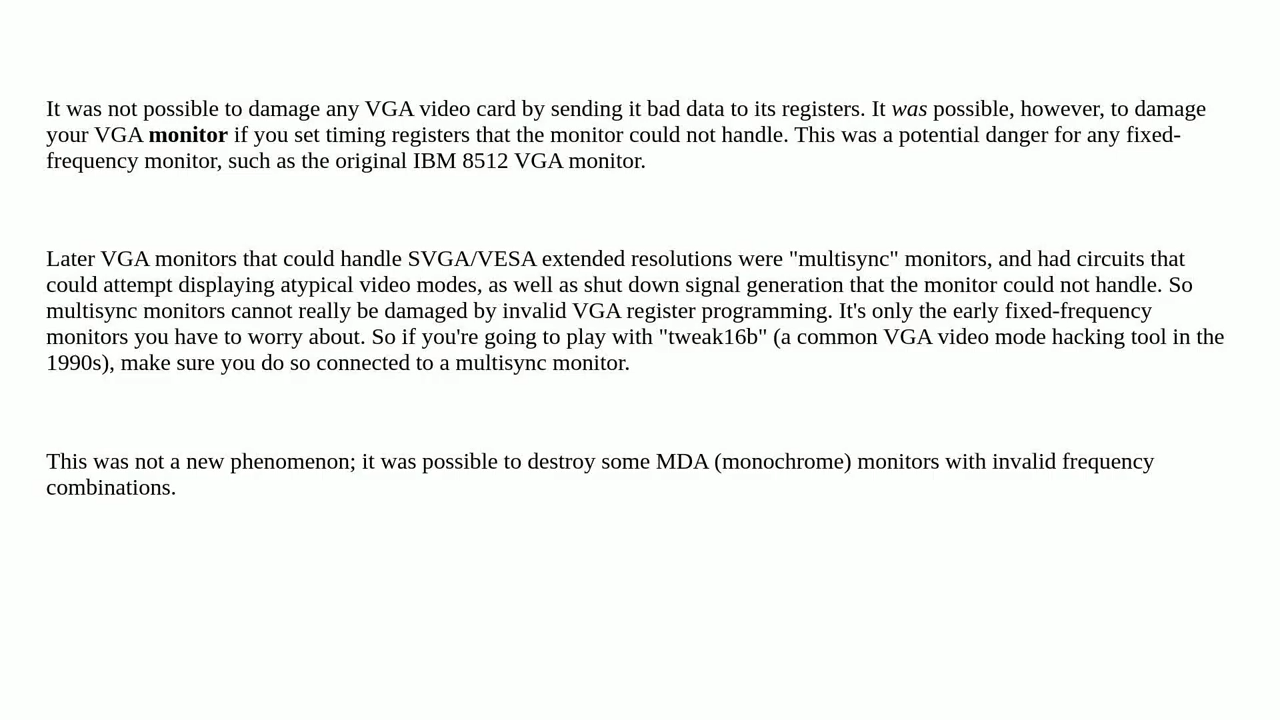 It was not possible to damage any VGA video card by sending it bad data to its registers. It was possible, however, to damage
your VGA monitor if you set timing registers that the monitor could not handle. This was a potential danger for any fixed-
frequency monitor, such as the original IBM 8512 VGA monitor.
Later VGA monitors that could handle SVGA/VESA extended resolutions were "multisync" monitors, and had circuits that
could attempt displaying atypical video modes, as well as shut down signal generation that the monitor could not handle. So
multisync monitors cannot really be damaged by invalid VGA register programming. It's only the early fixed-frequency
monitors you have to worry about. So if you're going to play with "tweak16b" (a common VGA video mode hacking tool in the
1990s), make sure you do so connected to a multisync monitor.
This was not a new phenomenon; it was possible to destroy some MDA (monochrome) monitors with invalid frequency
combinations.